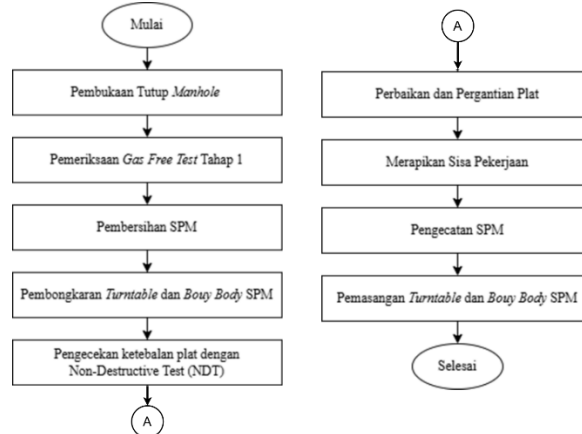 Mulai
Pembukaan Tutup Manhole
Pemeriksaan Gas Free Test Tahap 1
Pembersihan SPM
Pembongkaran Turntable dan Bouy Body SPM
Pengecekan ketebalan plat dengan
Non-Destructive Test (NDT)
A
A
Perbaikan dan Pergantian Plat
Merapikan Sisa Pekerjaan
Pengecatan SPM
Pemasangan Turntable dan Bouy Body SPM
Selesai